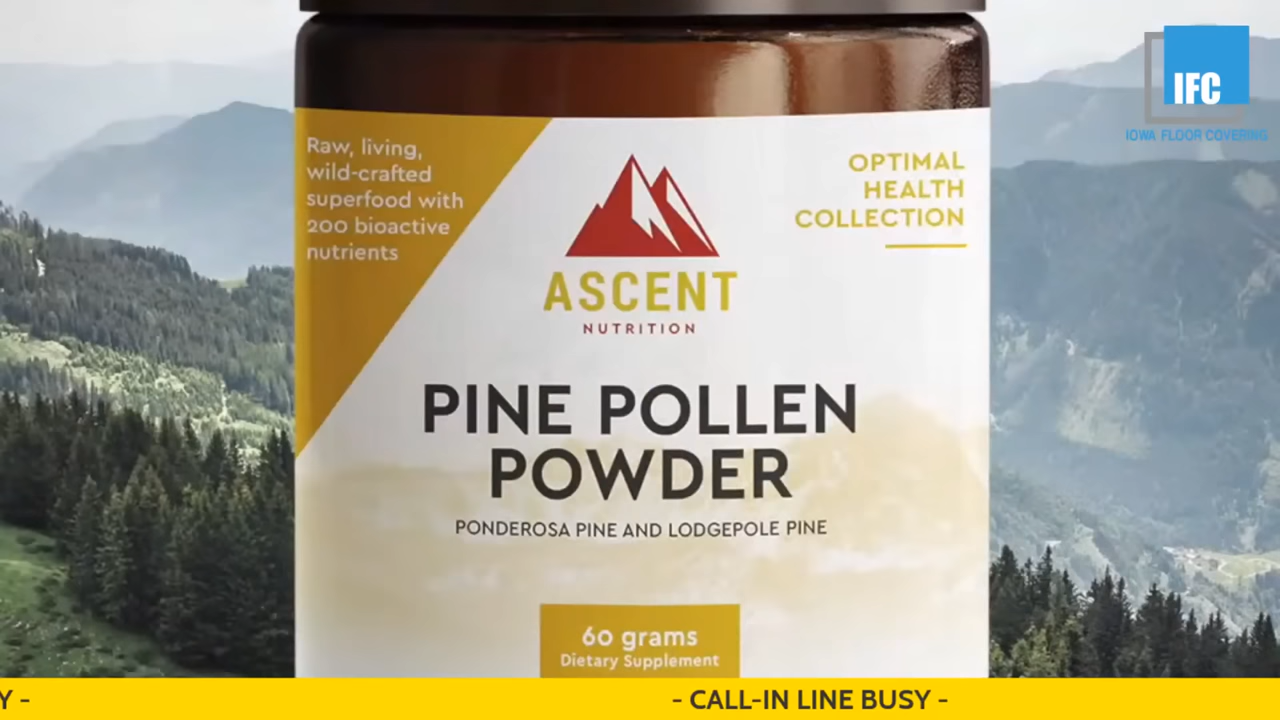 IFC
IOWA FLOOR COVERING
Raw, living,
wild-crafted
superfood with
200 bioactive
nutrients
OPTIMAL
HEALTH
COLLECTION
ASCENT
NUTRITION
PINE POLLEN
POWDER
PONDEROSA PINE AND LODGEPOLE PINE
60 grams
Dietary Supplement
Y - - CALL-IN LINE BUSY -